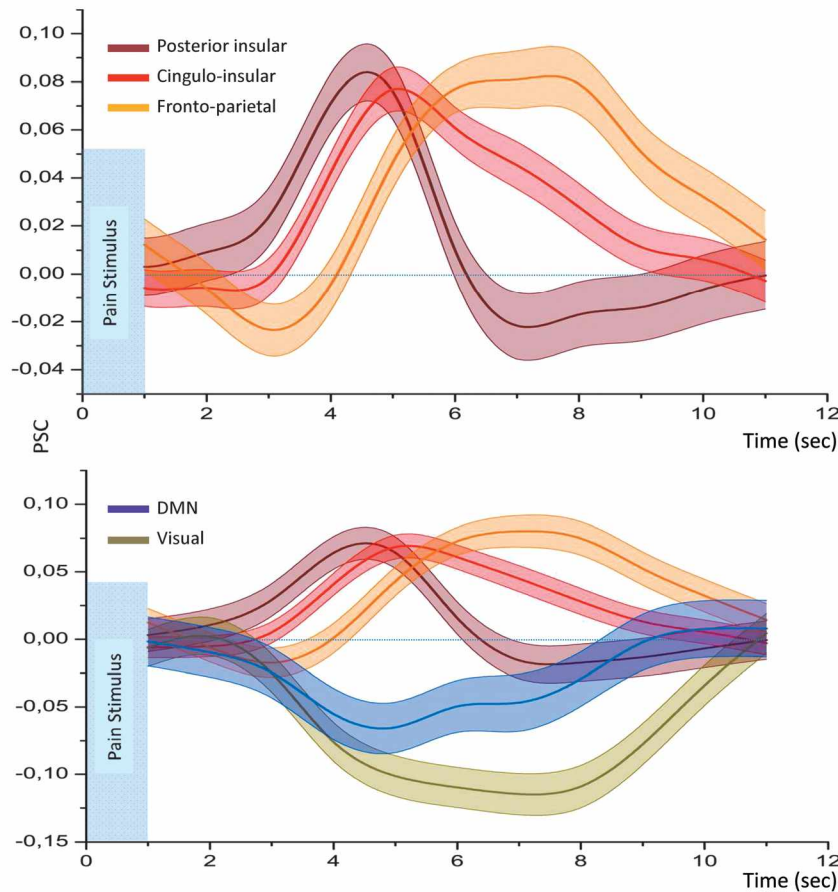 0,10
0,08
0,06
0,04
0,02
0,00
-0,02
-0,04
Posterior insular
Cingulo-insular
Fronto-parietal
Pain Stimulus
0 2 4 6 8 10 12
Time (sec)
PSC
0,10
0,05
0,00
-0,05
-0,10
-0,15
DMN
Visual
Pain Stimulus
0 2 4 6 8 10 12
Time (sec)